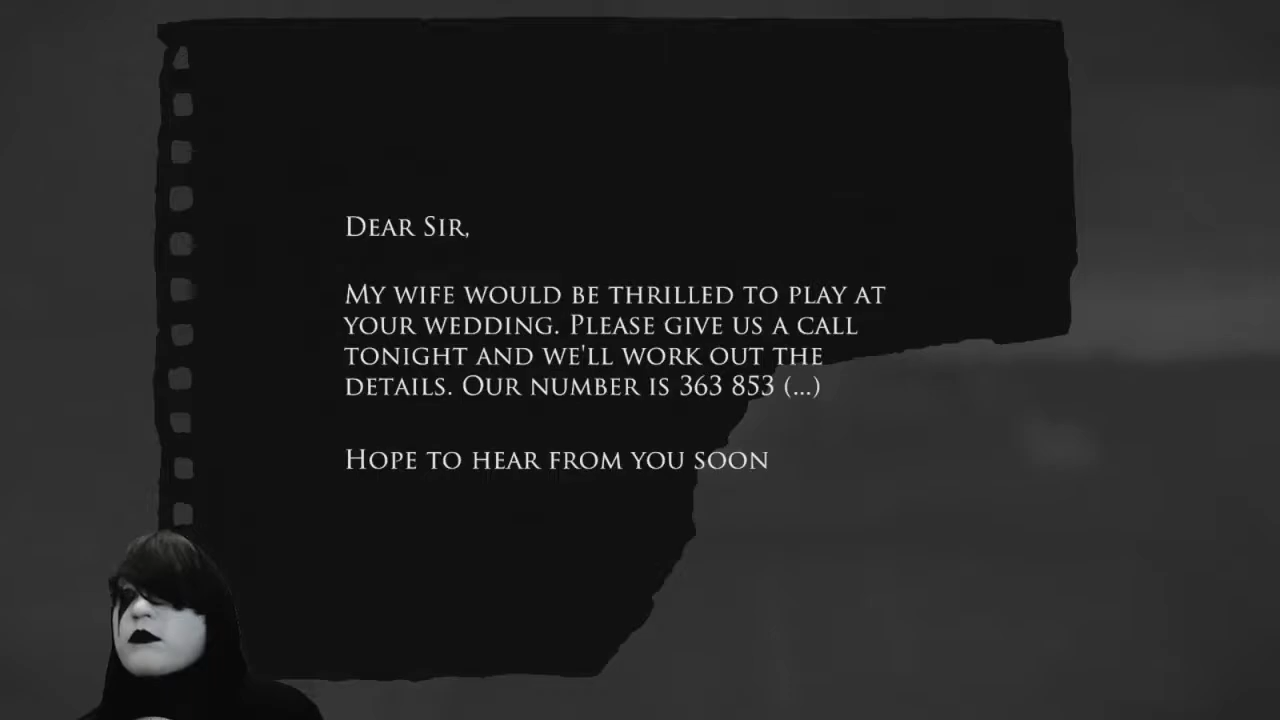 Dear Sir,
My wife would be thrilled to play at
your wedding. Please give us a call
tonight and we'll work out the
details. Our number is 363 853 (...)
Hope to hear from you soon